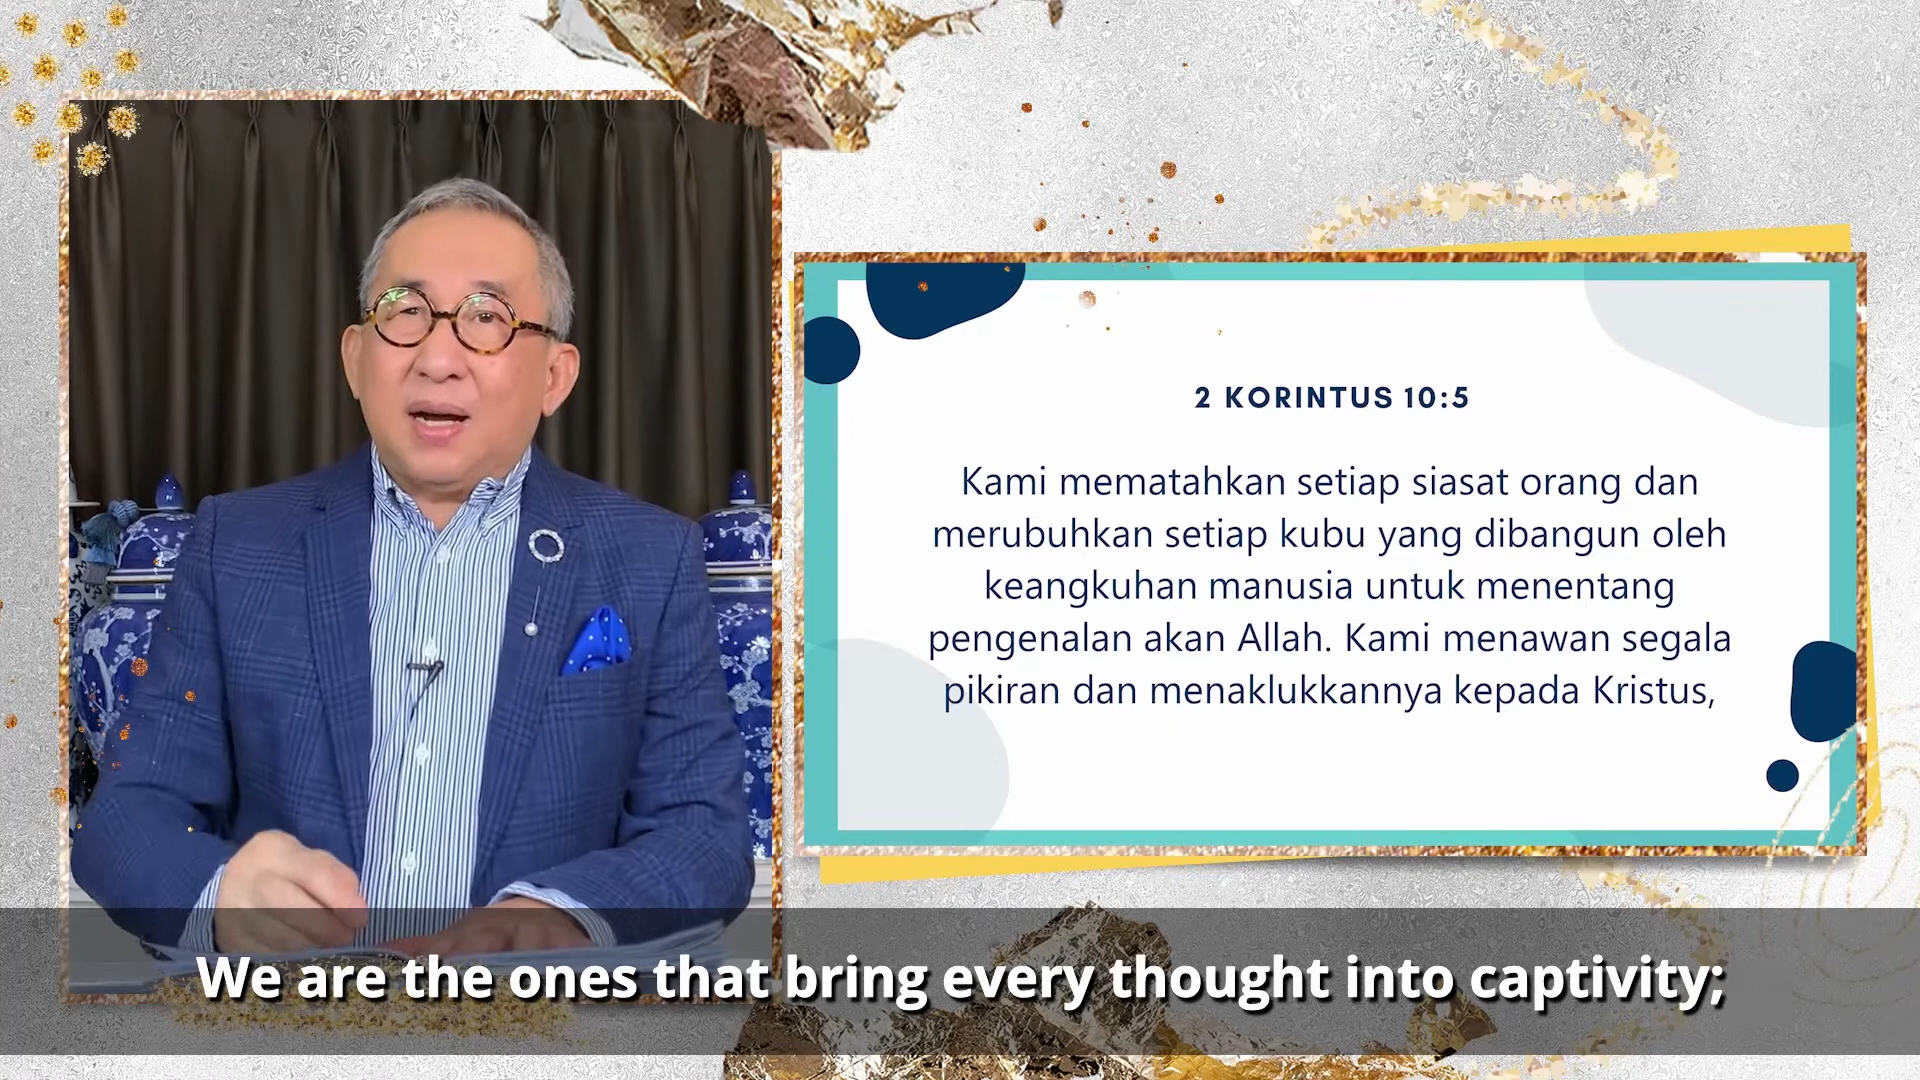 2 KORINTUS 10:5
Kami mematahkan setiap siasat orang dan
merubuhkan setiap kubu yang dibangun oleh
keangkuhan manusia untuk menentang
pengenalan akan Allah. Kami menawan segala
pikiran dan menaklukkannya kepada Kristus,
We are the ones that bring every thought into captivity;